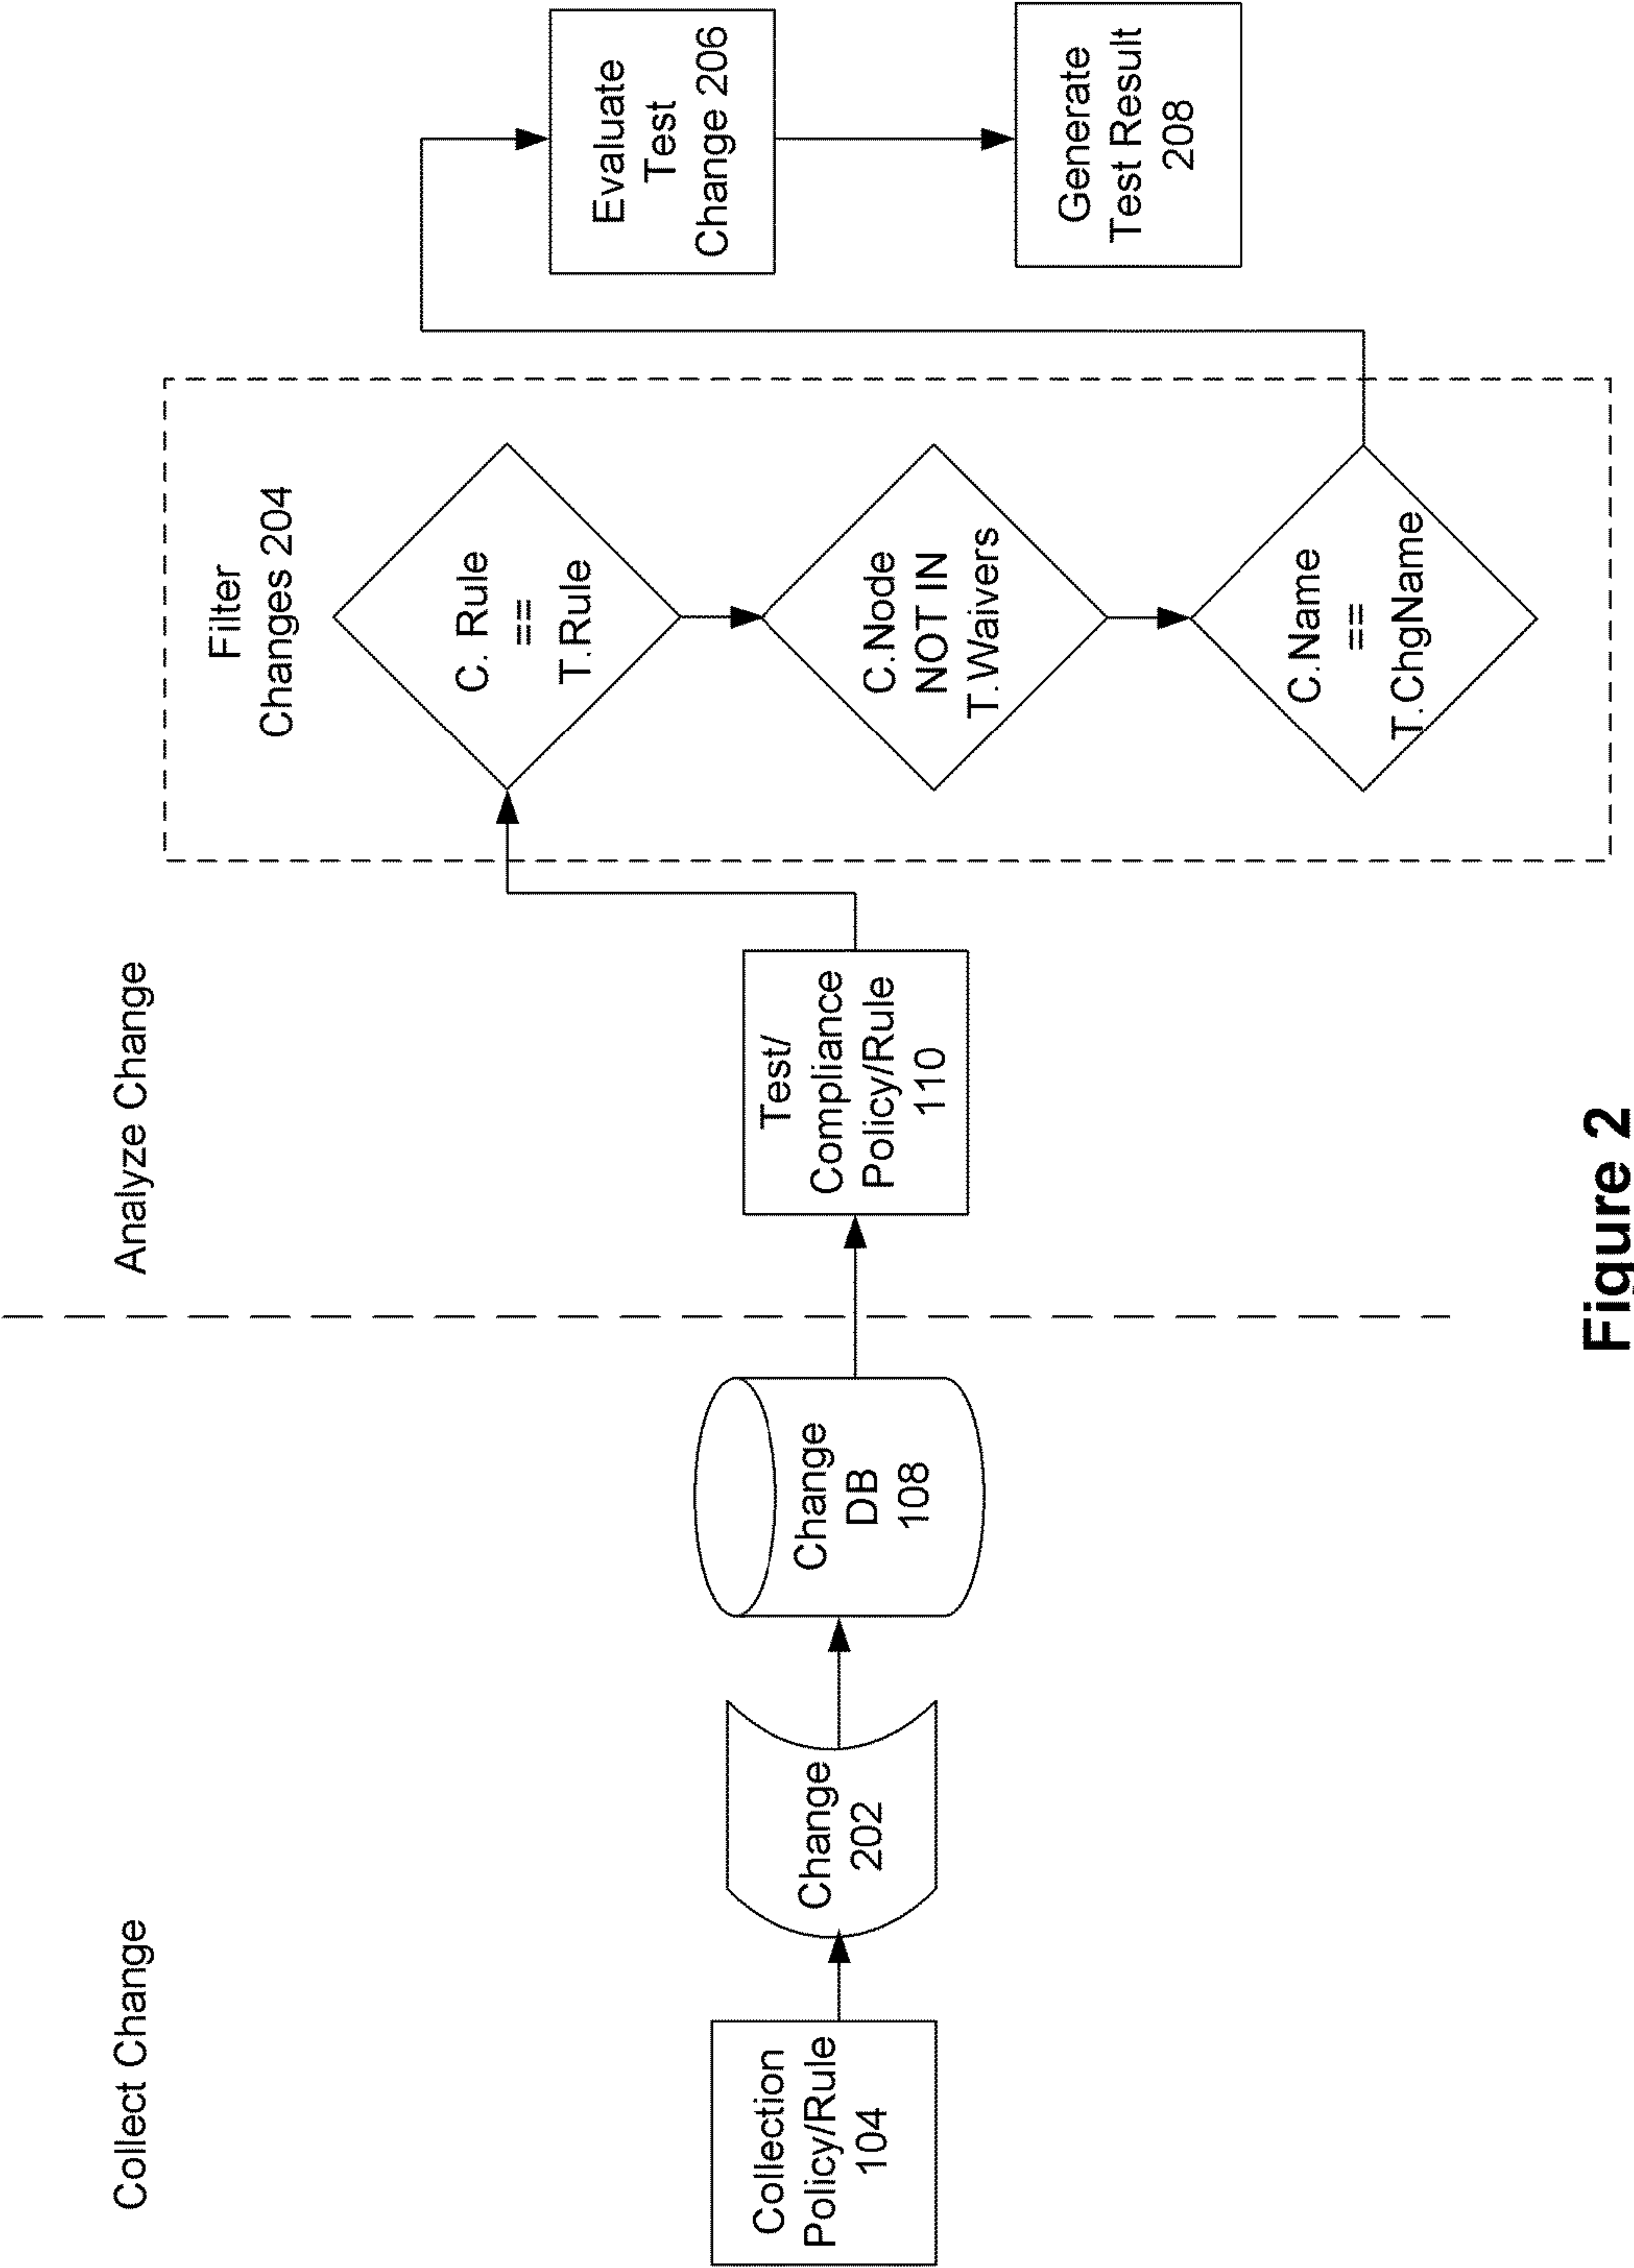 Collect Change
Analyze Change
Collection
Policy/Rule
104
Change
202
Change
DB
108
Test/
Compliance
Policy/Rule
110
Filter
Changes 204
C. Rule
==
T.Rule
C.Node
NOT IN
T.Waivers
C.Name
==
T.ChgName
Evaluate
Test
Change 206
Generate
Test Result
208
Figure 2